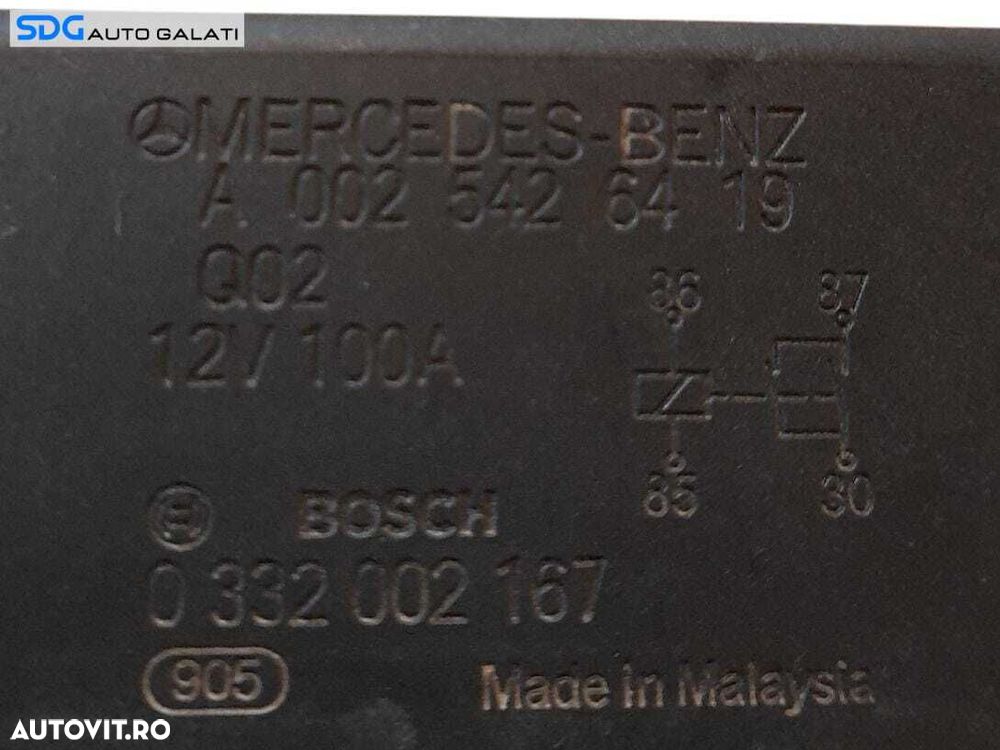 SDG AUTO GALATI
MERCEDES-BENZ
A 002 542 64 19
Q02
12V/100A
86 87
85 30
BOSCH
0 332 002 167
905
Made in Malaysia
AUTOVIT.RO